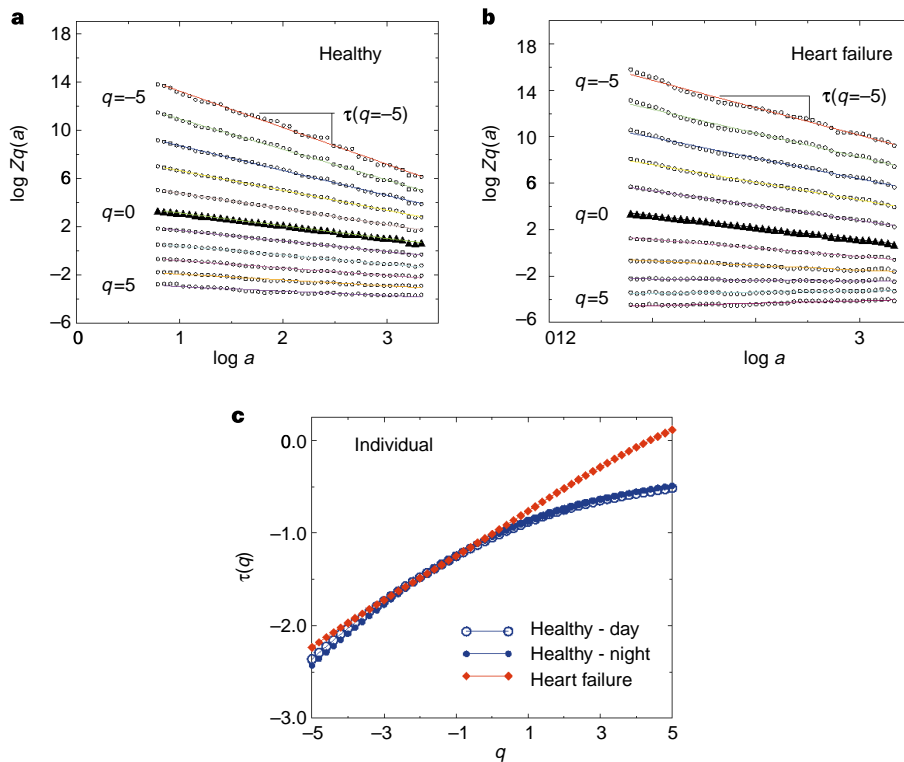 a
18
14
10
6
2
–2
–6
log Zq(a)
Healthy
q=–5
τ(q=–5)
q=0
q=5
0
1
2
3
log a
b
18
14
10
6
2
–2
–6
log Zq(a)
Heart failure
q=–5
τ(q=–5)
q=0
q=5
012
3
log a
c
0.0
–1.0
–2.0
–3.0
τ(q)
Individual
Healthy - day
Healthy - night
Heart failure
–5
–3
–1
1
3
5
q